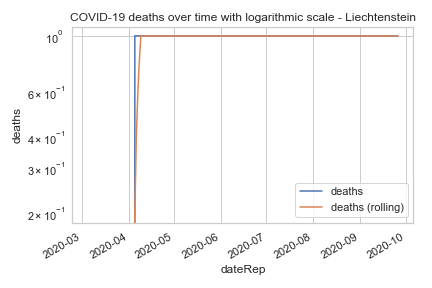 COVID-19 deaths over time with logarithmic scale - Liechtenstein
10⁰
6 × 10⁻¹
4 × 10⁻¹
3 × 10⁻¹
2 × 10⁻¹
deaths
deaths
deaths (rolling)
2020-03
2020-04
2020-05
2020-06
2020-07
2020-08
2020-09
2020-10
dateRep